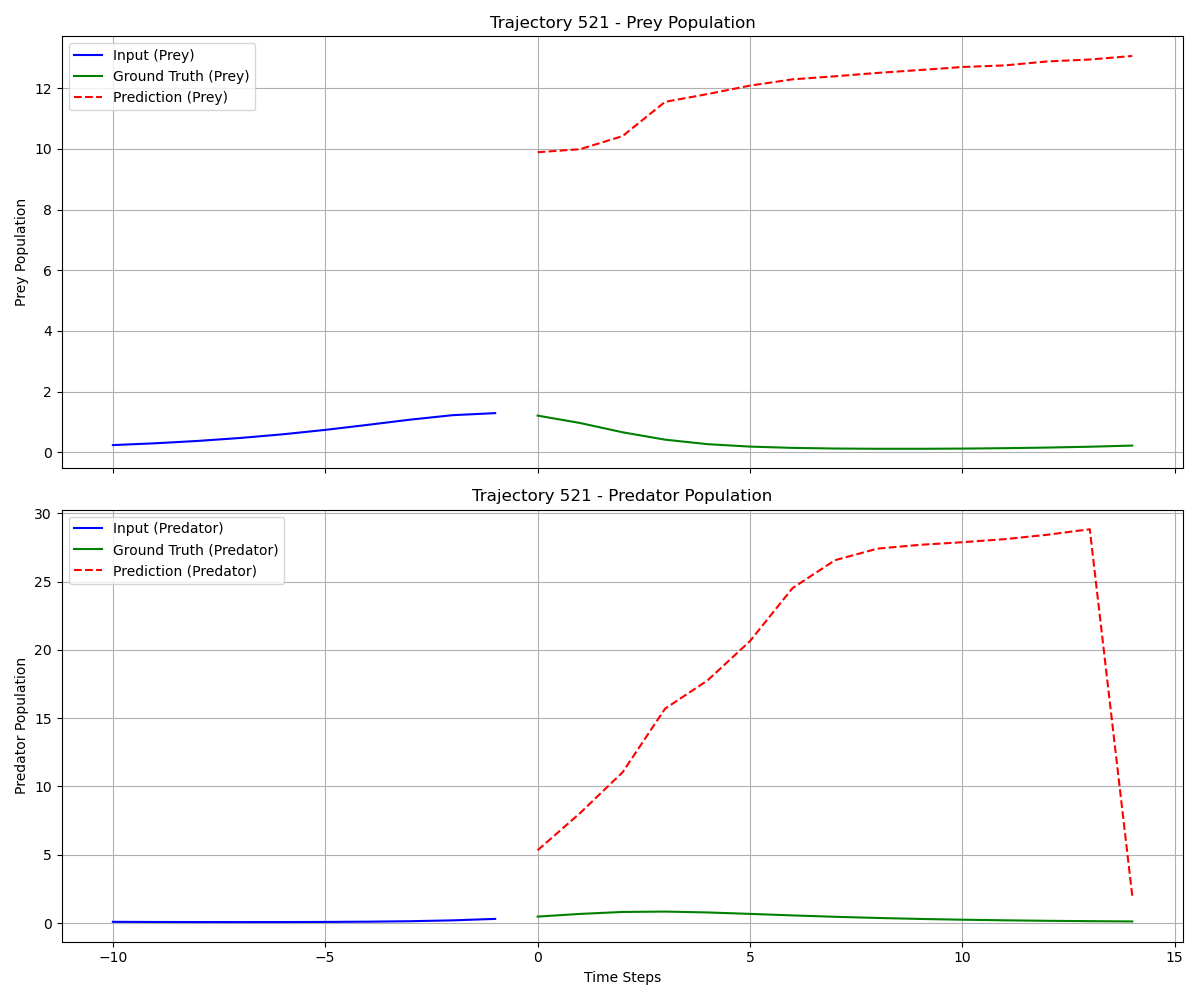 Trajectory 521 - Prey Population
Input (Prey)
Ground Truth (Prey)
Prediction (Prey)
Prey Population
12
10
8
6
4
2
0
Trajectory 521 - Predator Population
Input (Predator)
Ground Truth (Predator)
Prediction (Predator)
Predator Population
30
25
20
15
10
5
0
−10
−5
0
5
10
15
Time Steps